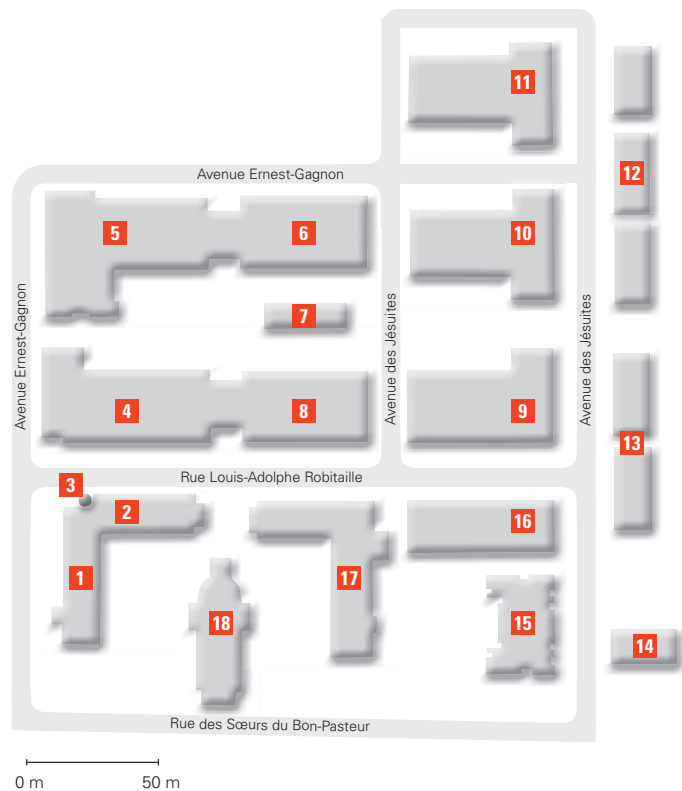 11
12
Avenue Ernest-Gagnon
5
6
10
7
Avenue Ernest-Gagnon
Avenue des Jésuites
Avenue des Jésuites
4
8
9
13
Rue Louis-Adolphe Robitaille
3
2
16
1
17
18
15
14
Rue des Sœurs du Bon-Pasteur
0 m 50 m